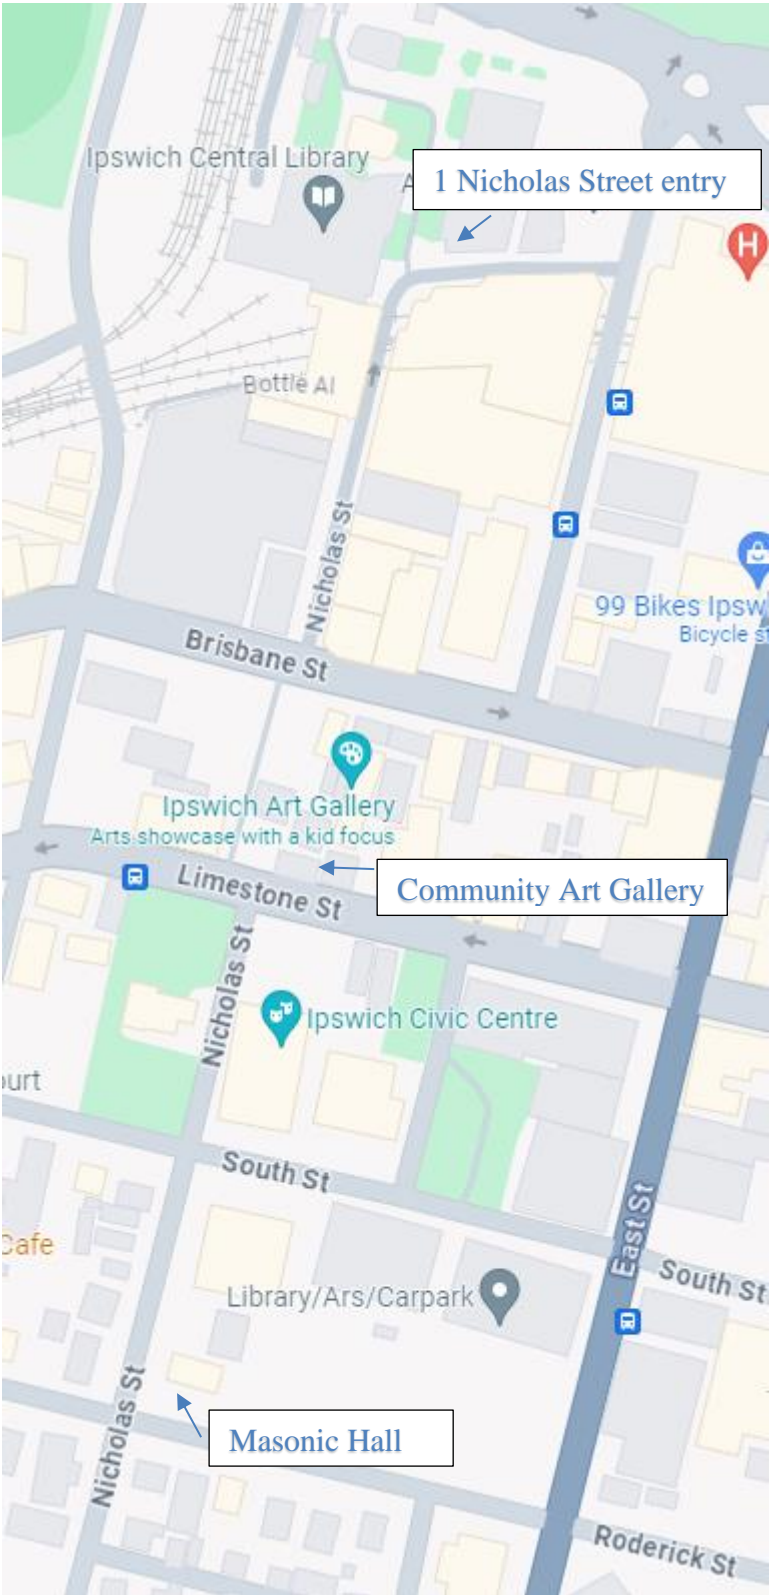 Ipswich Central Library
1 Nicholas Street entry
H
Bottle Al
Nicholas St
99 Bikes Ipsw
Bicycle st
Brisbane St
Ipswich Art Gallery
Arts showcase with a kid focus
Community Art Gallery
Limestone St
Nicholas St
Ipswich Civic Centre
ourt
South St
East St
Cafe
South St
Library/Ars/Carpark
Nicholas St
Masonic Hall
Roderick St